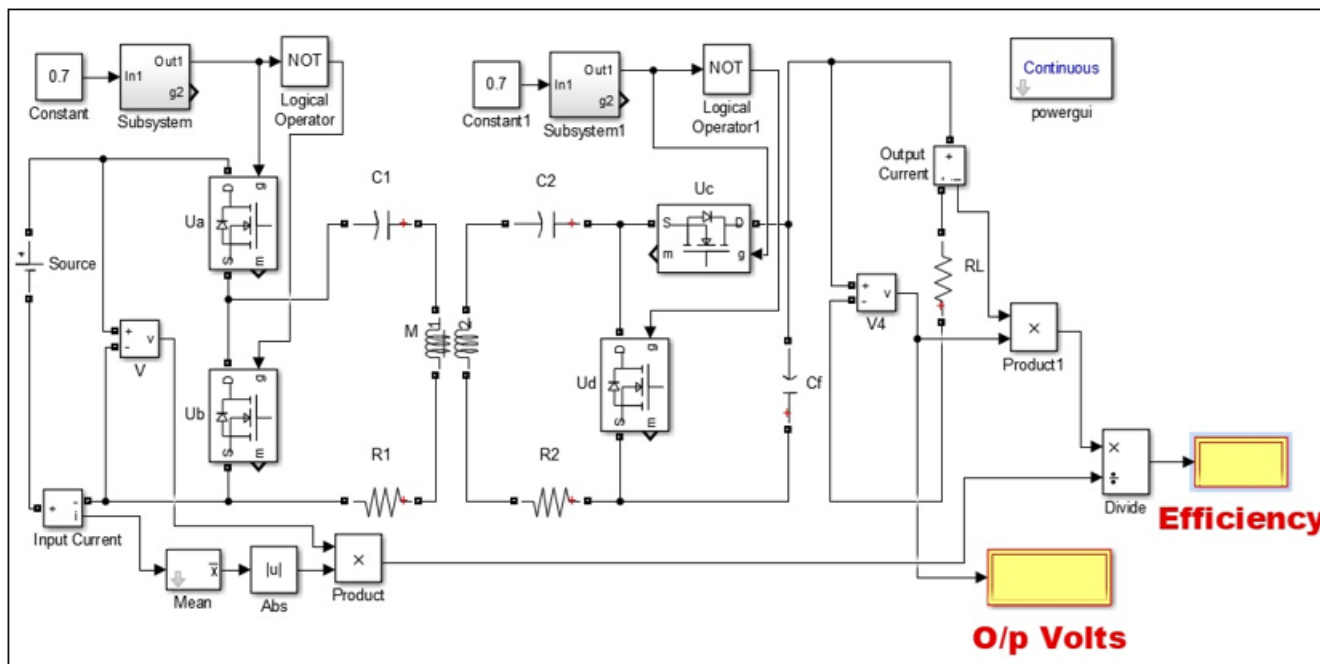 0.7
Constant
In1
Out1
g2
Subsystem
NOT
Logical
Operator
0.7
Constant1
In1
Out1
g2
Subsystem1
NOT
Logical
Operator1
Continuous
powergui
Source
D
g
Ua
S
m
C1
C2
Uc
S
D
m
g
Output
Current
+
-
i
RL
+
-
v
V
M
1
2
D
g
Ub
S
m
D
g
Ud
S
m
Cf
+
-
v
V4
×
Product1
R1
R2
+
-
i
Input Current
x
Mean
|u|
Abs
×
Product
×
÷
Divide
Efficiency
O/p Volts